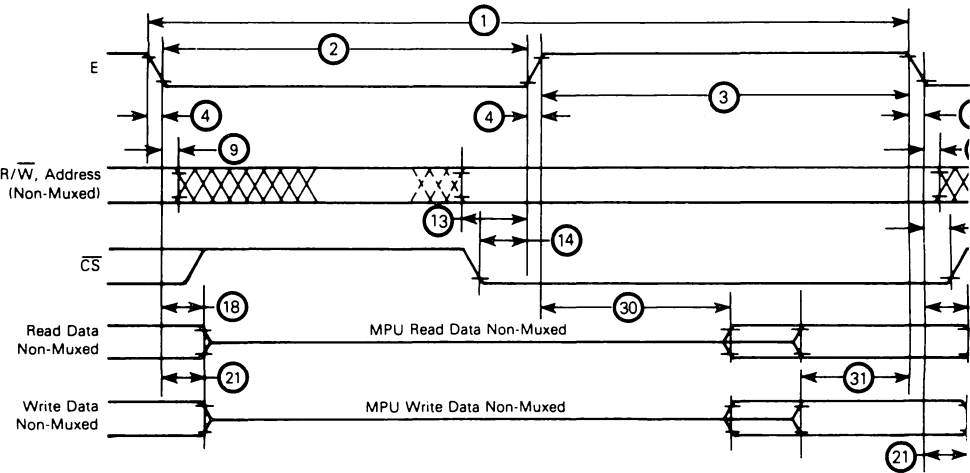 1
2
E
3
4
4
9
R/W̅, Address
(Non-Muxed)
13
14
C̅S̅
18
30
Read Data
Non-Muxed
MPU Read Data Non-Muxed
21
31
Write Data
Non-Muxed
MPU Write Data Non-Muxed
21